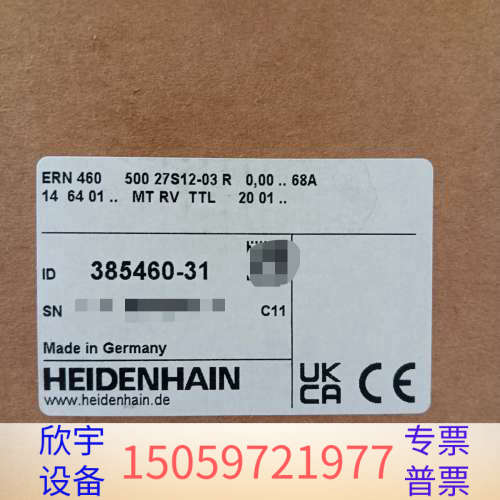 ERN 460 500 27S12-03 R 0,00 .. 68A
14 64 01 .. MT RV TTL 20 01 ..
ID 385460-31
SN C11
Made in Germany
HEIDENHAIN
www.heidenhain.de
UK
CA CE
欣宇 15059721977 专票
设备 普票